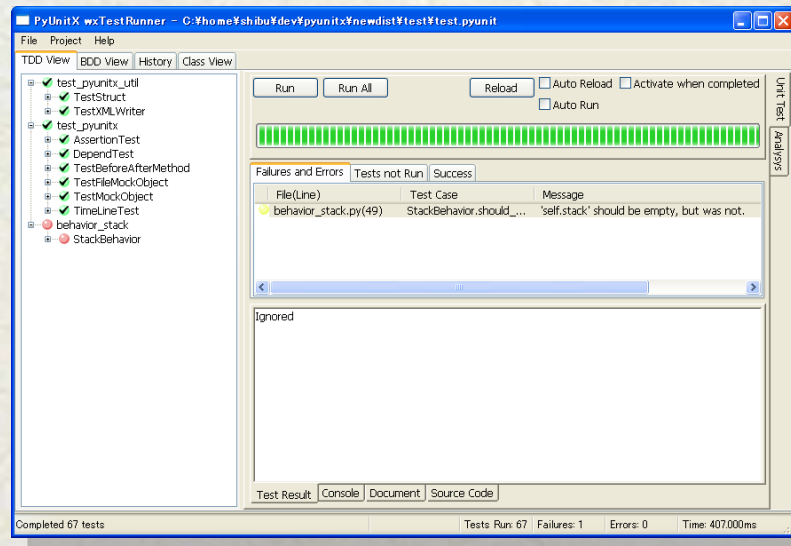 PyUnitX wxTestRunner - C:¥home¥shibu¥dev¥pyunitx¥newdist¥test¥test.pyunit
File Project Help
TDD View BDD View History Class View
test_pyunitx_util
TestStruct
TestXMLWriter
test_pyunitx
AssertionTest
DependTest
TestBeforeAfterMethod
TestFileMockObject
TestMockObject
TimeLineTest
behavior_stack
StackBehavior
Run Run All Reload Auto Reload Activate when completed
Auto Run
Unit Test
Analysys
Failures and Errors Tests not Run Success
File(Line) Test Case Message
behavior_stack.py(49) StackBehavior.should_... 'self.stack' should be empty, but was not.
Ignored
Test Result Console Document Source Code
Completed 67 tests Tests Run: 67 Failures: 1 Errors: 0 Time: 407.000ms